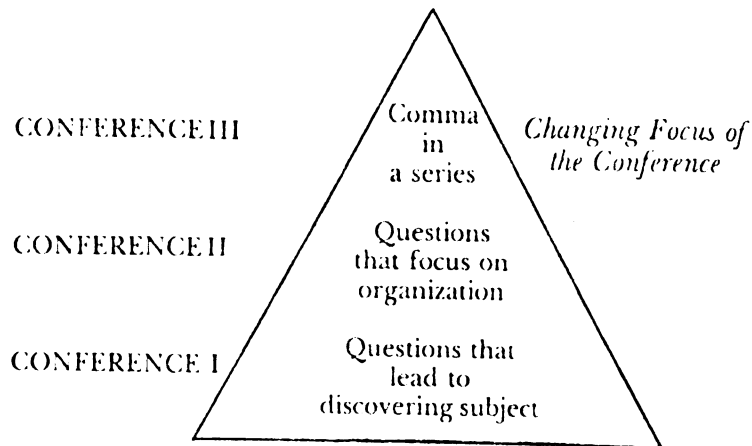 CONFERENCE III
Comma
in
a series
Changing Focus of
the Conference
CONFERENCE II
Questions
that focus on
organization
CONFERENCE I
Questions that
lead to
discovering subject